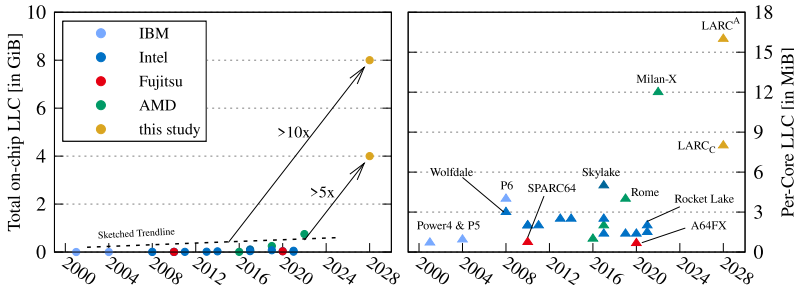 Total on-chip LLC [in GiB]
10
8
6
4
2
0
IBM
Intel
Fujitsu
AMD
this study
>10x
>5x
Sketched Trendline
2000
2004
2008
2012
2016
2020
2024
2028
LARC^A
Milan-X
LARC_C
Wolfdale
P6
SPARC64
Skylake
Rome
Rocket Lake
Power4 & P5
A64FX
2000
2004
2008
2012
2016
2020
2024
2028
18
15
12
9
6
3
0
Per-Core LLC [in MiB]